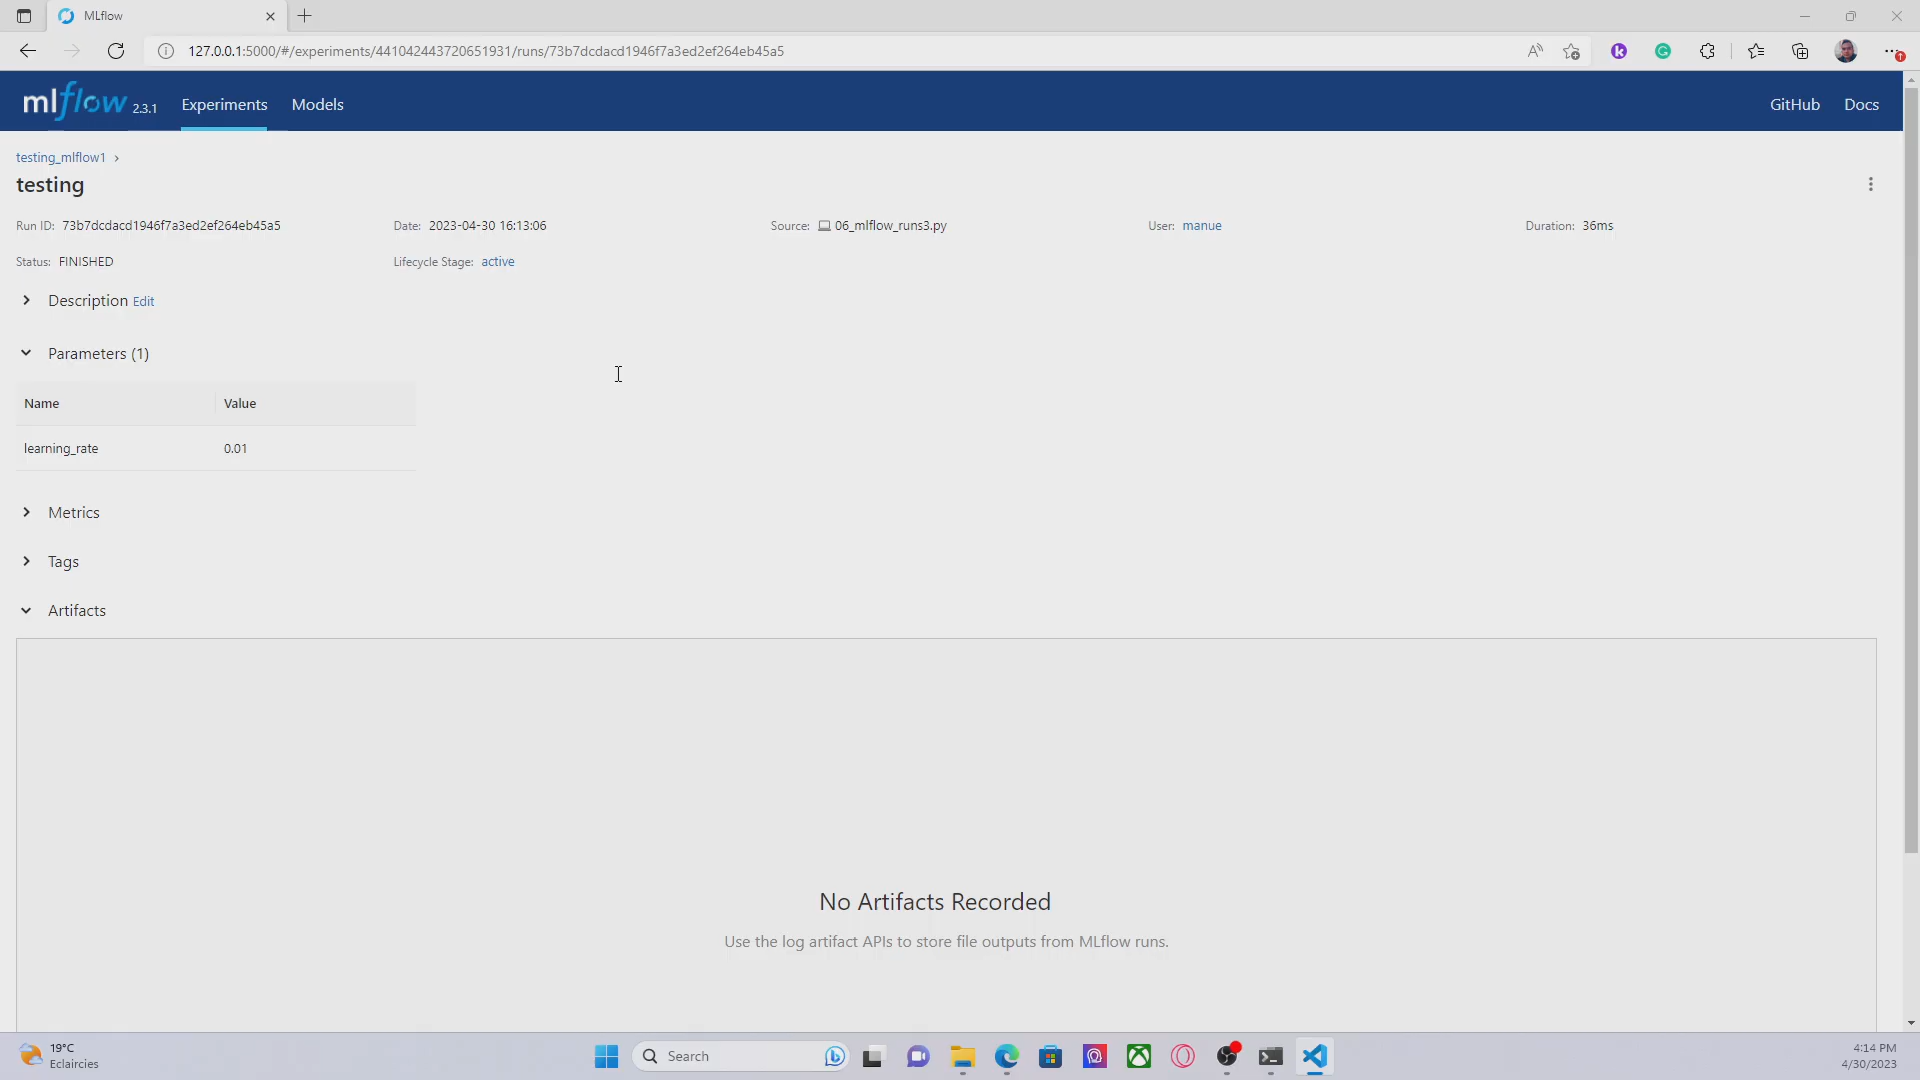 MLflow
127.0.0.1:5000/#/experiments/441042443720651931/runs/73b7dcdacd1946f7a3ed2ef264eb45a5
mlflow 2.3.1 Experiments Models GitHub Docs
testing_mlflow1 >
testing
Run ID: 73b7dcdacd1946f7a3ed2ef264eb45a5 Date: 2023-04-30 16:13:06 Source: 06_mlflow_runs3.py User: manue Duration: 36ms
Status: FINISHED Lifecycle Stage: active
Description Edit
Parameters (1)
Name Value
learning_rate 0.01
Metrics
Tags
Artifacts
No Artifacts Recorded
Use the log artifact APIs to store file outputs from MLflow runs.
19°C
Eclaircies
Search
4:14 PM
4/30/2023